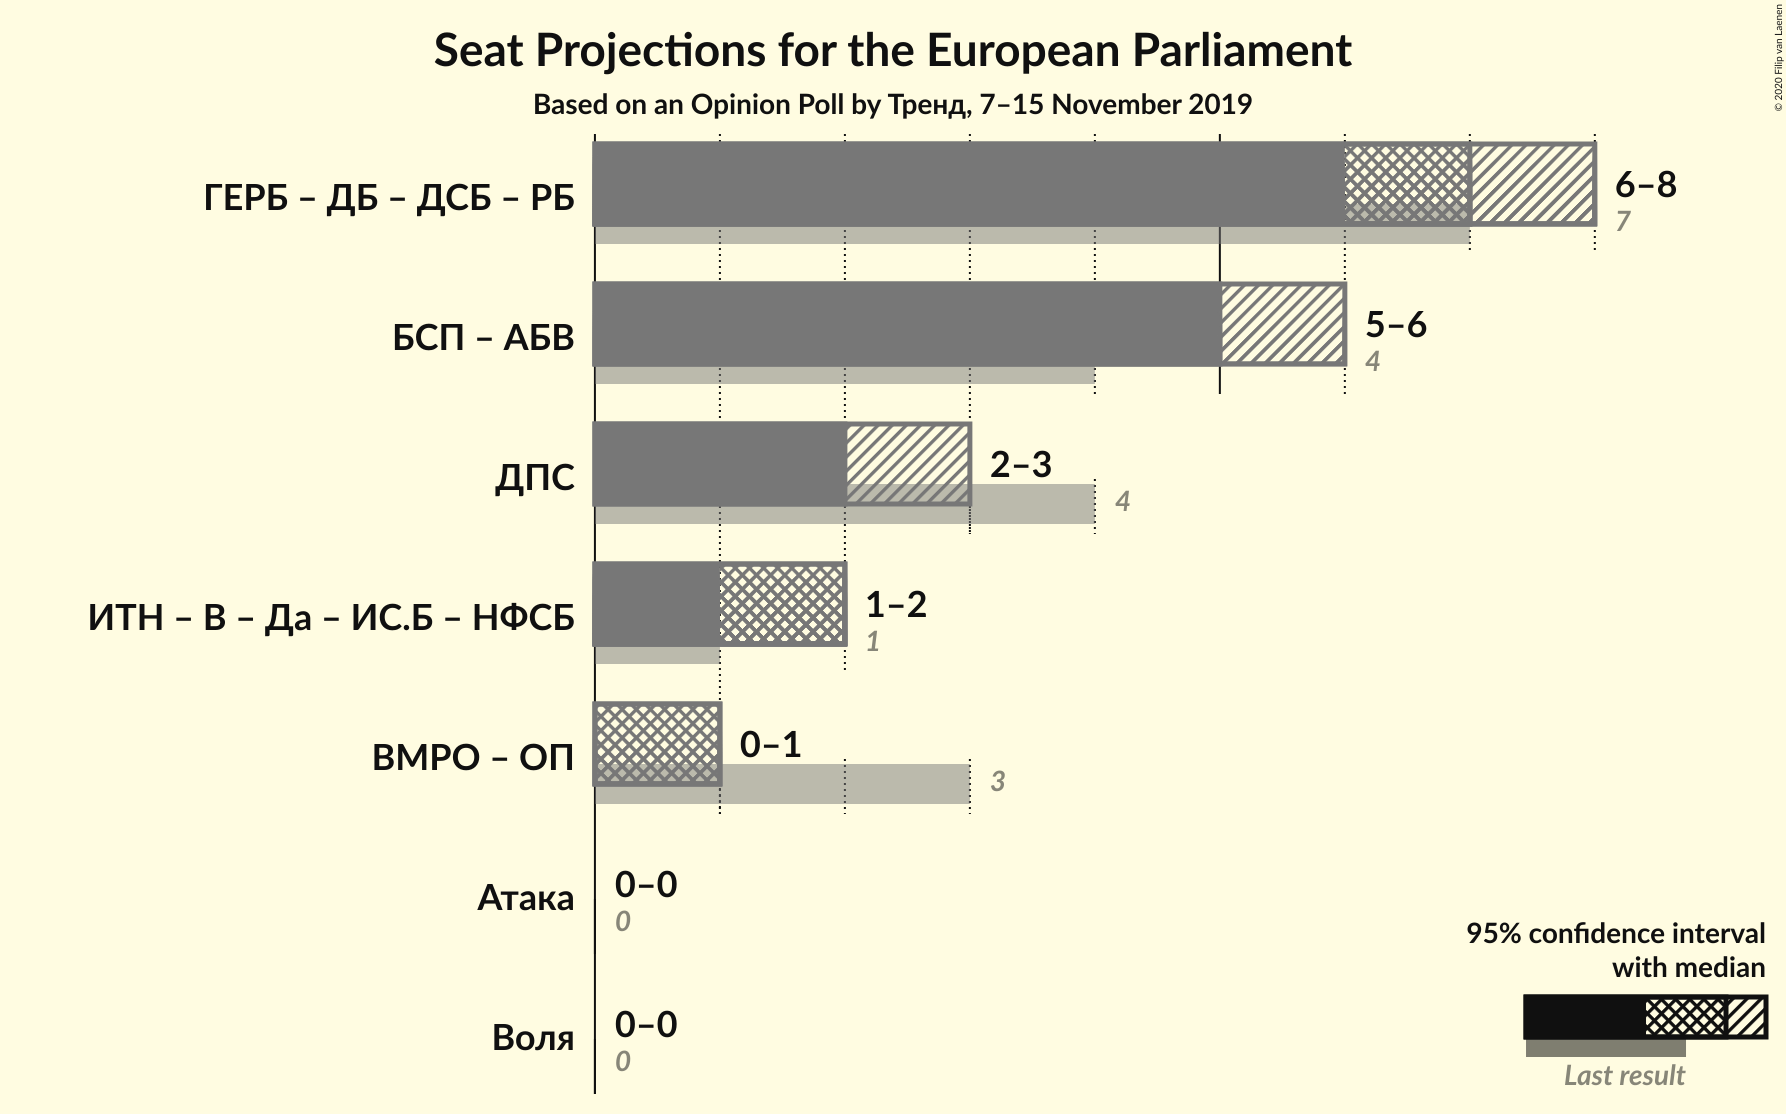 Seat Projections for the European Parliament
Based on an Opinion Poll by Тренд, 7–15 November 2019
© 2020 Filip van Laenen
ГЕРБ – ДБ – ДСБ – РБ
6–8
7
БСП – АБВ
5–6
4
ДПС
2–3
4
ИТН – В – Да – ИС.Б – НФСБ
1–2
1
ВМРО – ОП
0–1
3
Атака
0–0
0
Воля
0–0
0
95% confidence interval
with median
Last result